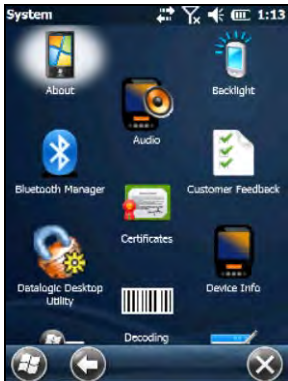 System 1:13
About
Backlight
Audio
Bluetooth Manager
Customer Feedback
Certificates
Datalogic Desktop
Utility
Device Info
Decoding